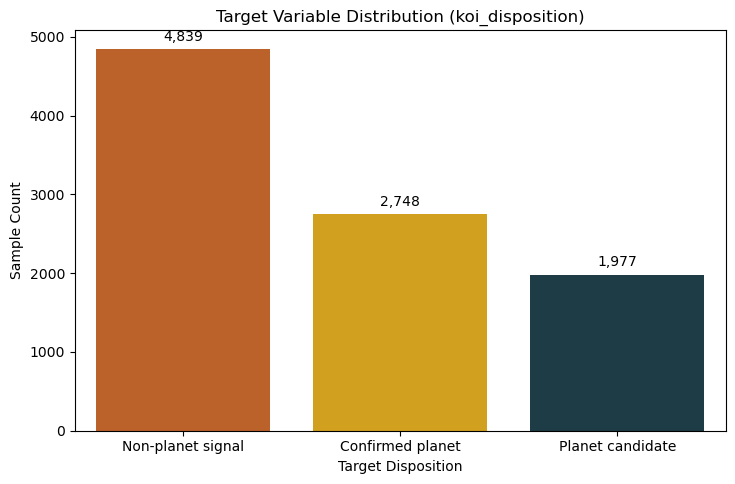 Target Variable Distribution (koi_disposition)
5000
4000
3000
2000
1000
0
Sample Count
4,839
2,748
1,977
Non-planet signal
Confirmed planet
Planet candidate
Target Disposition